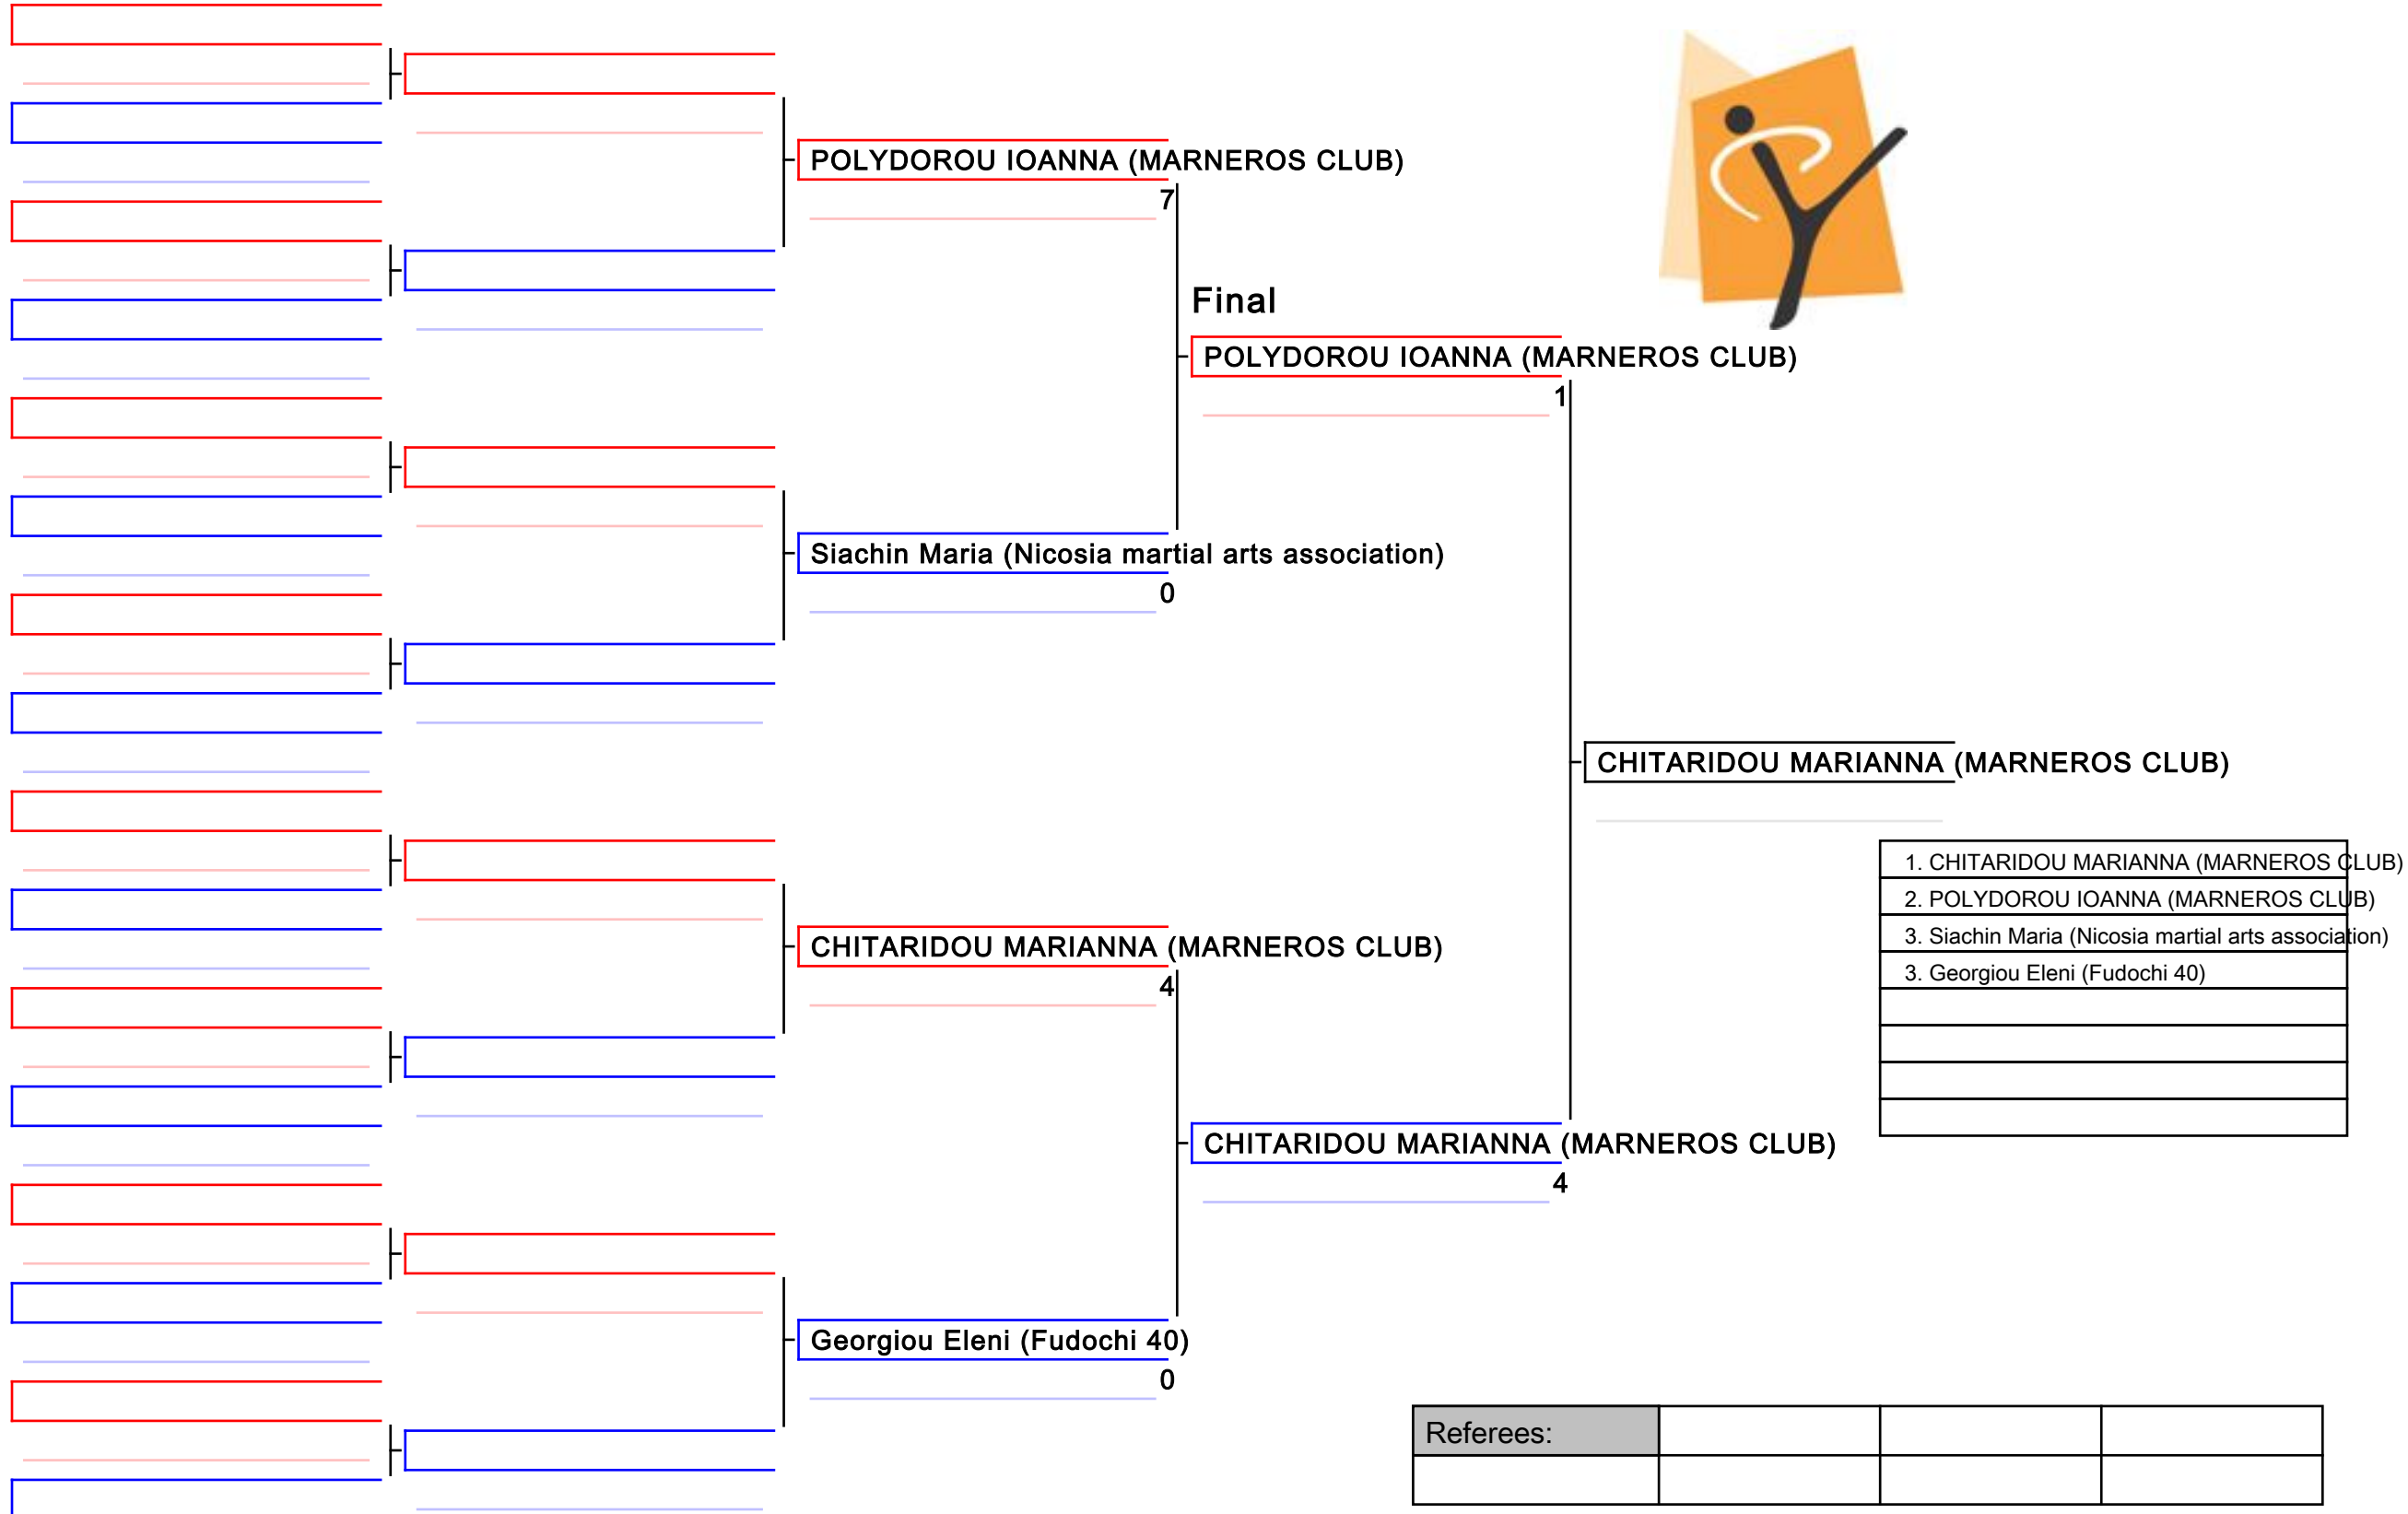 POLYDOROU IOANNA (MARNEROS CLUB)
7
Final
POLYDOROU IOANNA (MARNEROS CLUB)
1
Siachin Maria (Nicosia martial arts association)
0
CHITARIDOU MARIANNA (MARNEROS CLUB)
1. CHITARIDOU MARIANNA (MARNEROS CLUB)
2. POLYDOROU IOANNA (MARNEROS CLUB)
3. Siachin Maria (Nicosia martial arts association)
3. Georgiou Eleni (Fudochi 40)
CHITARIDOU MARIANNA (MARNEROS CLUB)
4
CHITARIDOU MARIANNA (MARNEROS CLUB)
4
Georgiou Eleni (Fudochi 40)
0
Referees: